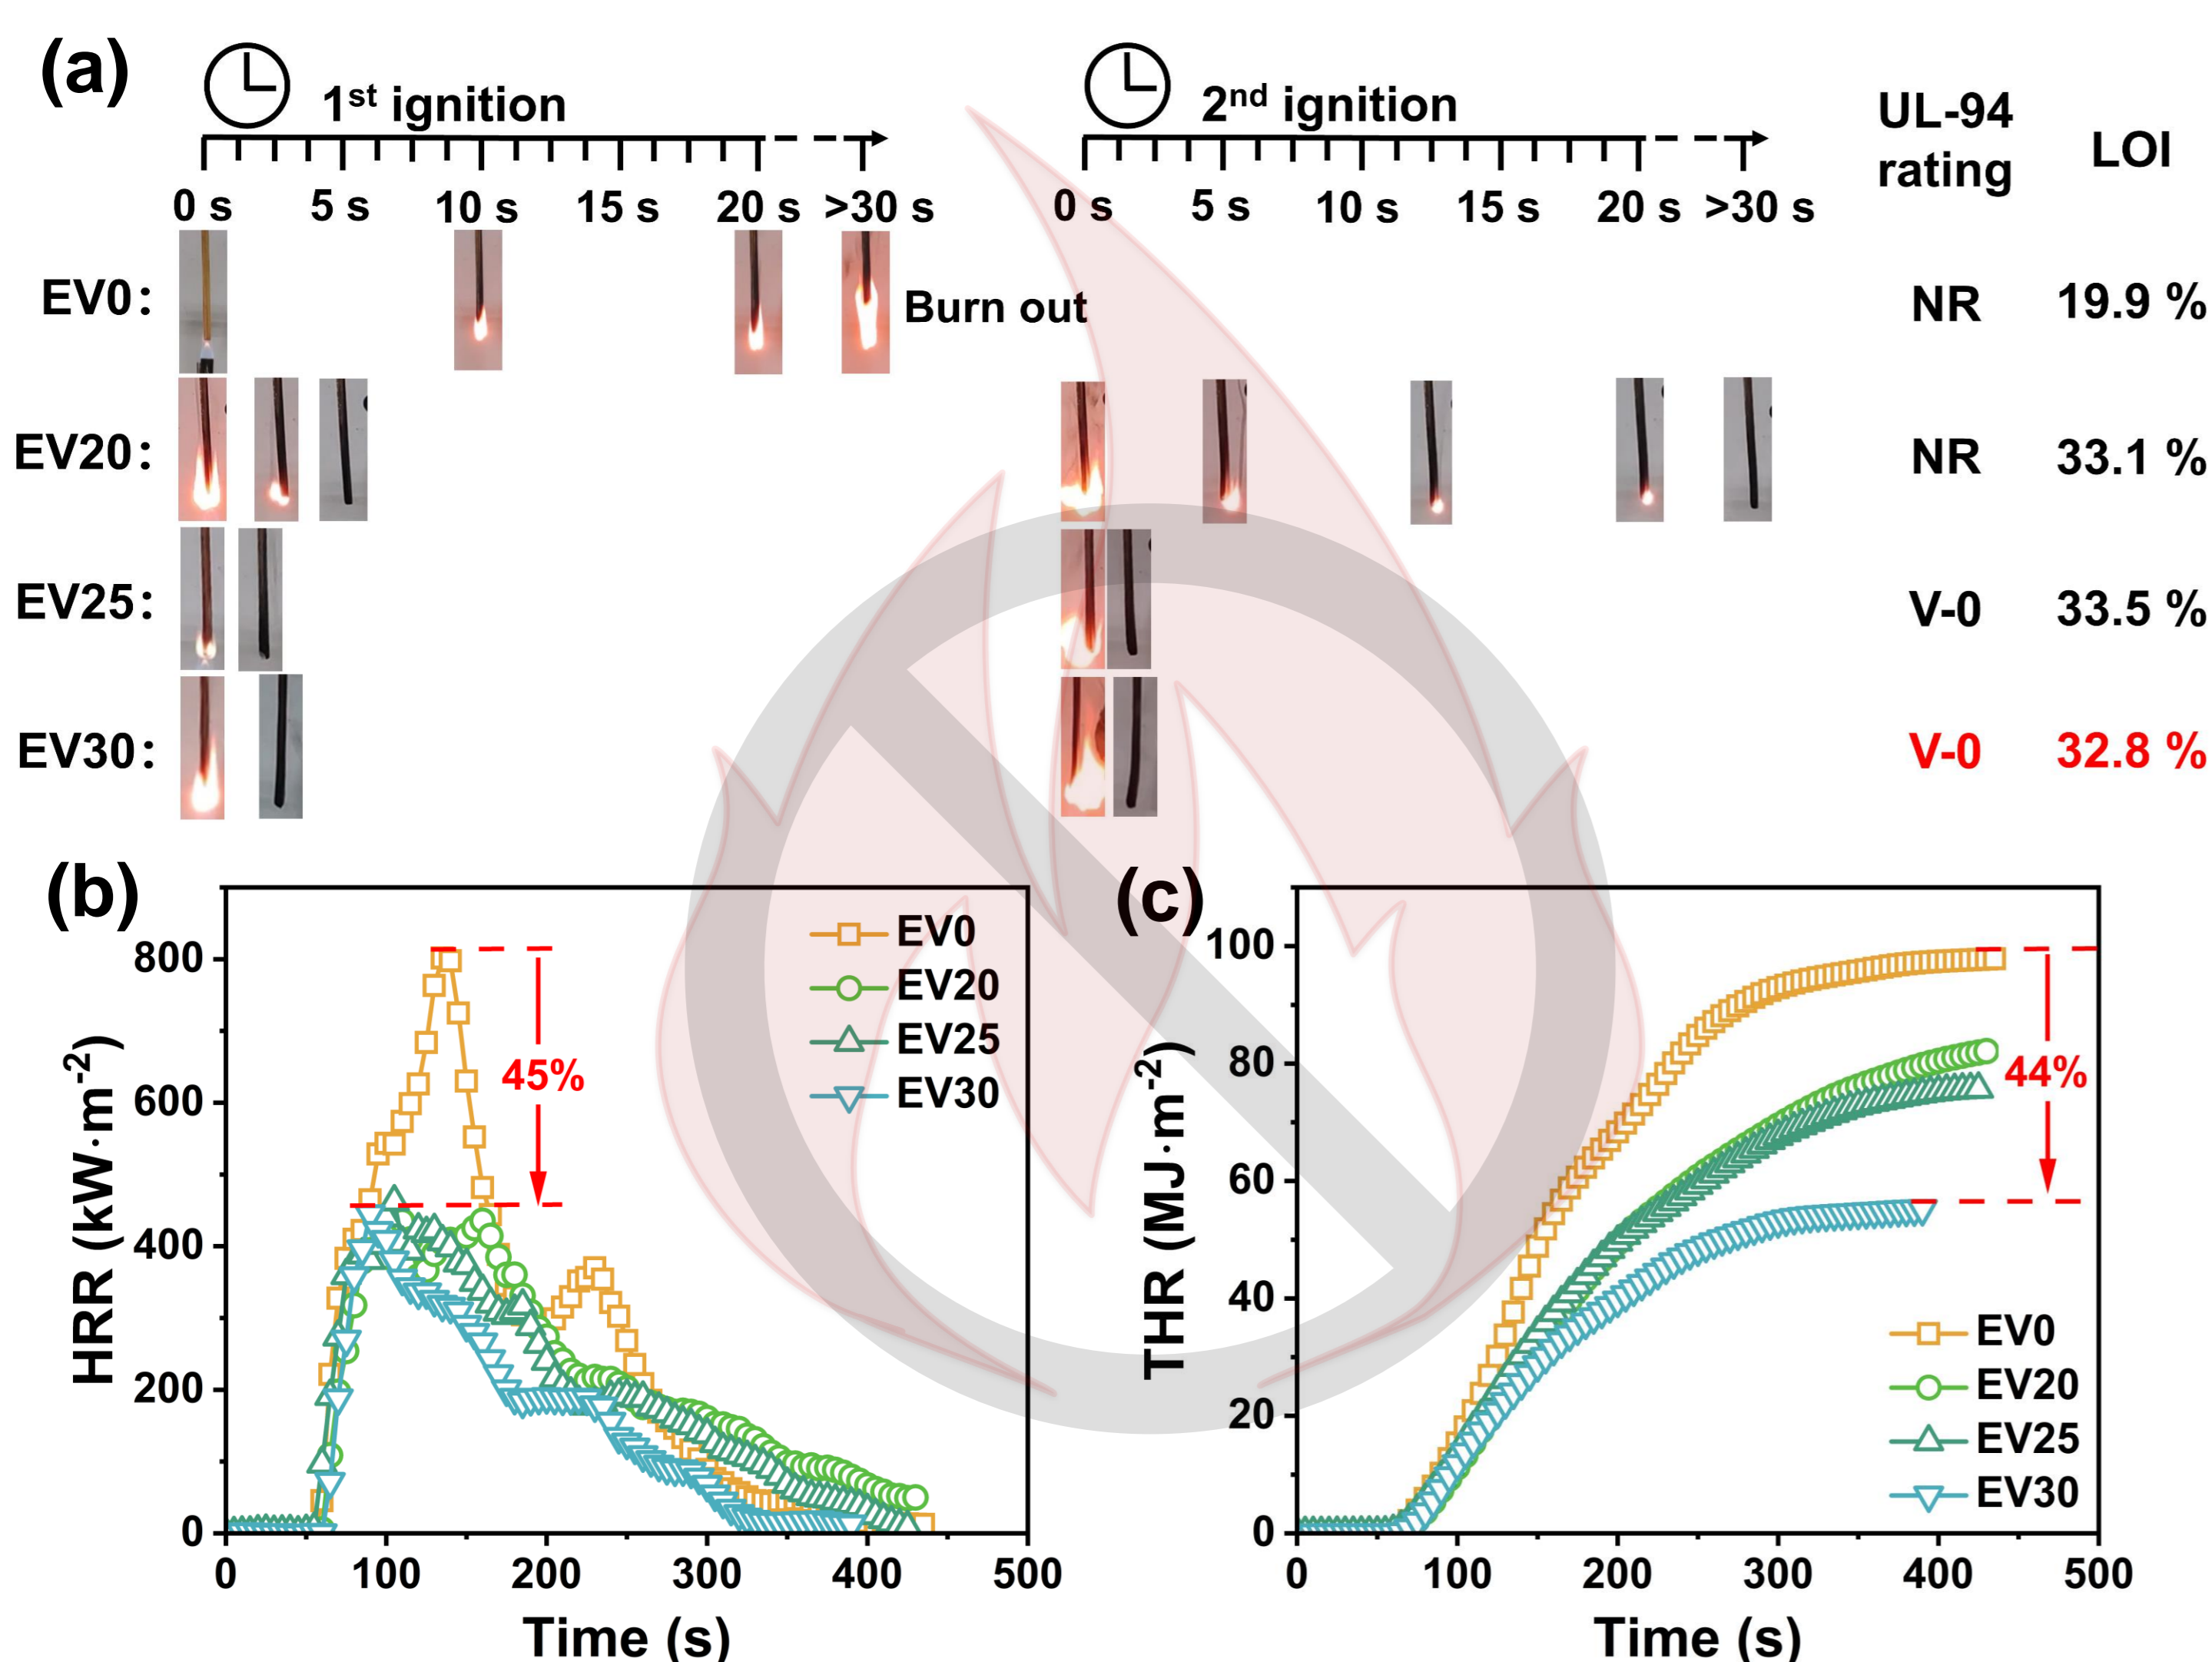 (a)
1st ignition
2nd ignition
UL-94
rating
LOI
0 s 5 s 10 s 15 s 20 s >30 s
0 s 5 s 10 s 15 s 20 s >30 s
EV0: Burn out NR 19.9 %
EV20: NR 33.1 %
EV25: V-0 33.5 %
EV30: V-0 32.8 %
(b)
HRR (kW·m-2)
800
600
400
200
0
0 100 200 300 400 500
Time (s)
EV0
EV20
EV25
EV30
45%
(c)
THR (MJ·m-2)
100
80
60
40
20
0
0 100 200 300 400 500
Time (s)
44%
EV0
EV20
EV25
EV30